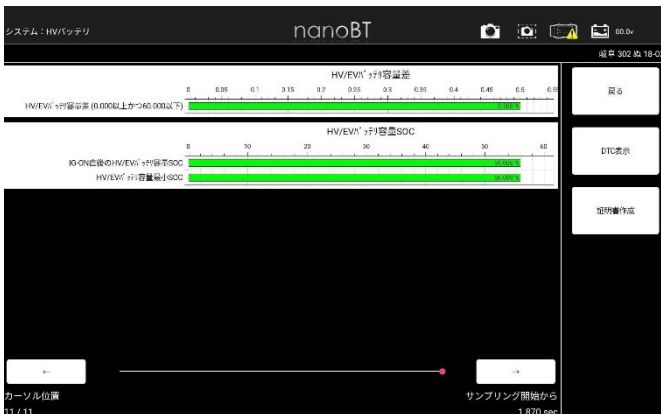 システム：HVバッテリ
nanoBT
00.0v
岐阜 302 ぬ 18-0
HV/EVﾊﾞｯﾃﾘ容量差
0 0.05 0.1 0.15 0.2 0.25 0.3 0.35 0.4 0.45 0.5 0.55
HV/EVﾊﾞｯﾃﾘ容量差 (0.000以上かつ60.000以下)
0.500 %
HV/EVﾊﾞｯﾃﾘ容量SOC
0 10 20 30 40 50 60
IG-ON直後のHV/EVﾊﾞｯﾃﾘ容量SOC
56.000 %
HV/EVﾊﾞｯﾃﾘ容量最小SOC
56.000 %
戻る
DTC表示
証明書作成
←
→
カーソル位置
サンプリング開始から
11 / 11
1.870 sec